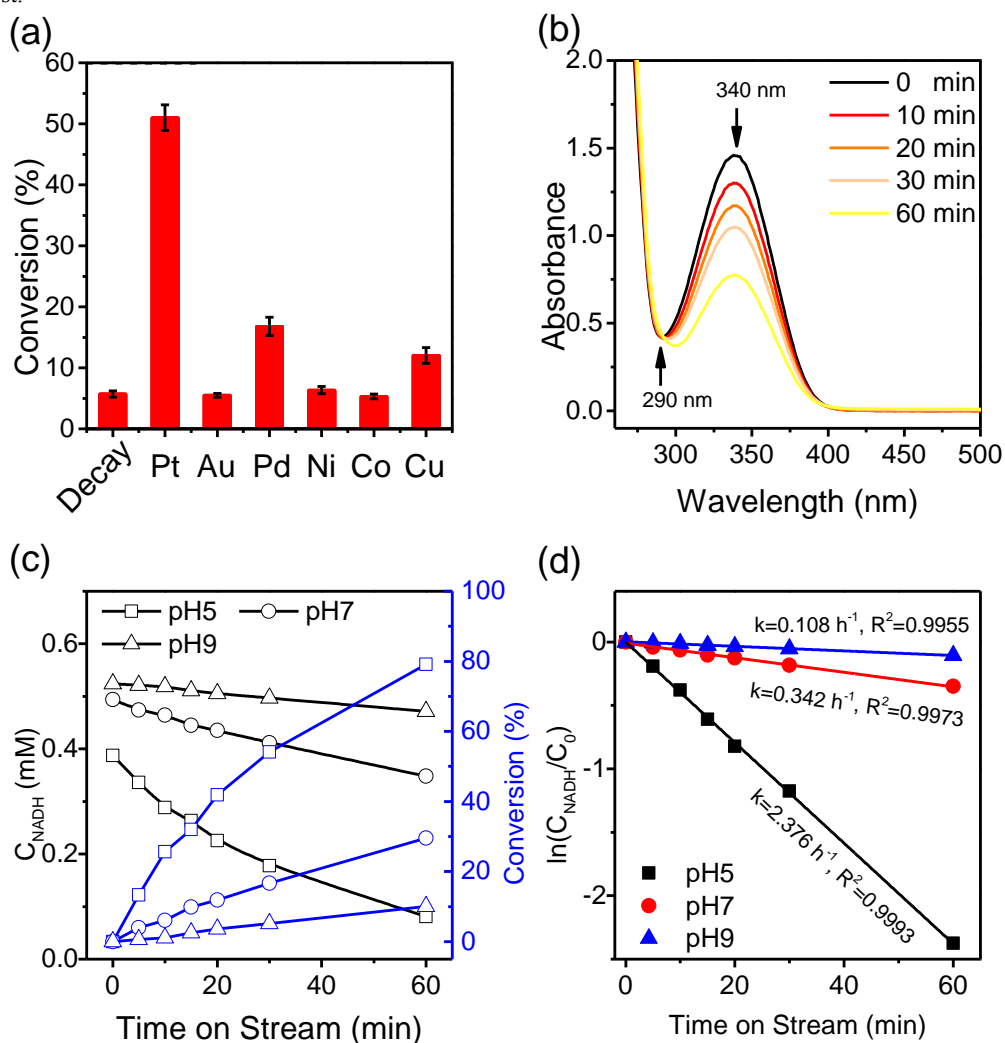 st.
(a)
60
50
40
30
20
10
0
Conversion (%)
Decay
Pt
Au
Pd
Ni
Co
Cu
(b)
2.0
1.5
1.0
0.5
0.0
Absorbance
340 nm
290 nm
0 min
10 min
20 min
30 min
60 min
300
350
400
450
500
Wavelength (nm)
(c)
0.6
0.4
0.2
0.0
C_NADH (mM)
pH5
pH7
pH9
100
80
60
40
20
0
Conversion (%)
0
20
40
60
Time on Stream (min)
(d)
0
-1
-2
ln(C_NADH/C_0)
k=0.108 h⁻¹, R²=0.9955
k=0.342 h⁻¹, R²=0.9973
k=2.376 h⁻¹, R²=0.9993
pH5
pH7
pH9
0
20
40
60
Time on Stream (min)